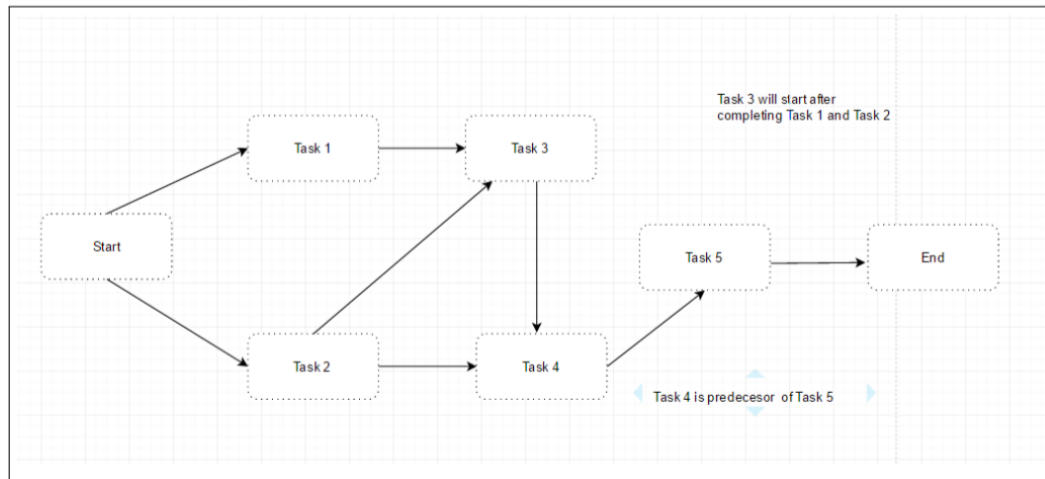 Task 3 will start after
completing Task 1 and Task 2
Task 1
Task 3
Start
Task 5
End
Task 2
Task 4
Task 4 is predecesor of Task 5